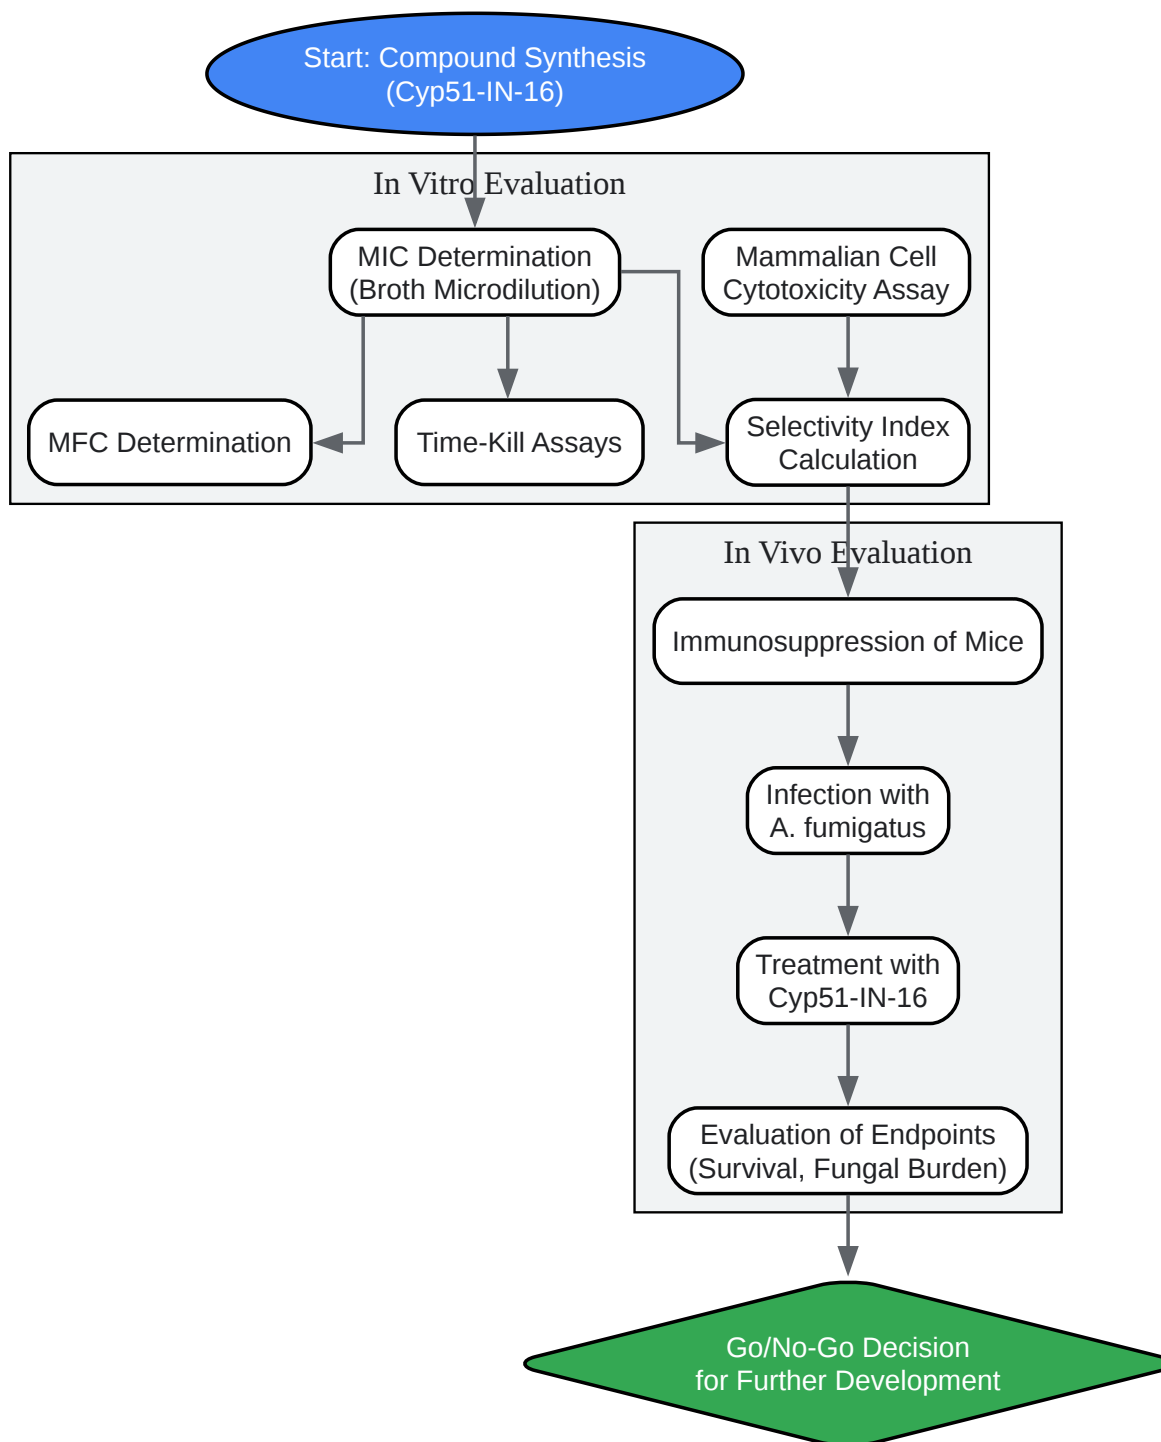 Start: Compound Synthesis
(Cyp51-IN-16)
In Vitro Evaluation
MIC Determination
(Broth Microdilution)
Mammalian Cell
Cytotoxicity Assay
MFC Determination
Time-Kill Assays
Selectivity Index
Calculation
In Vivo Evaluation
Immunosuppression of Mice
Infection with
A. fumigatus
Treatment with
Cyp51-IN-16
Evaluation of Endpoints
(Survival, Fungal Burden)
Go/No-Go Decision
for Further Development